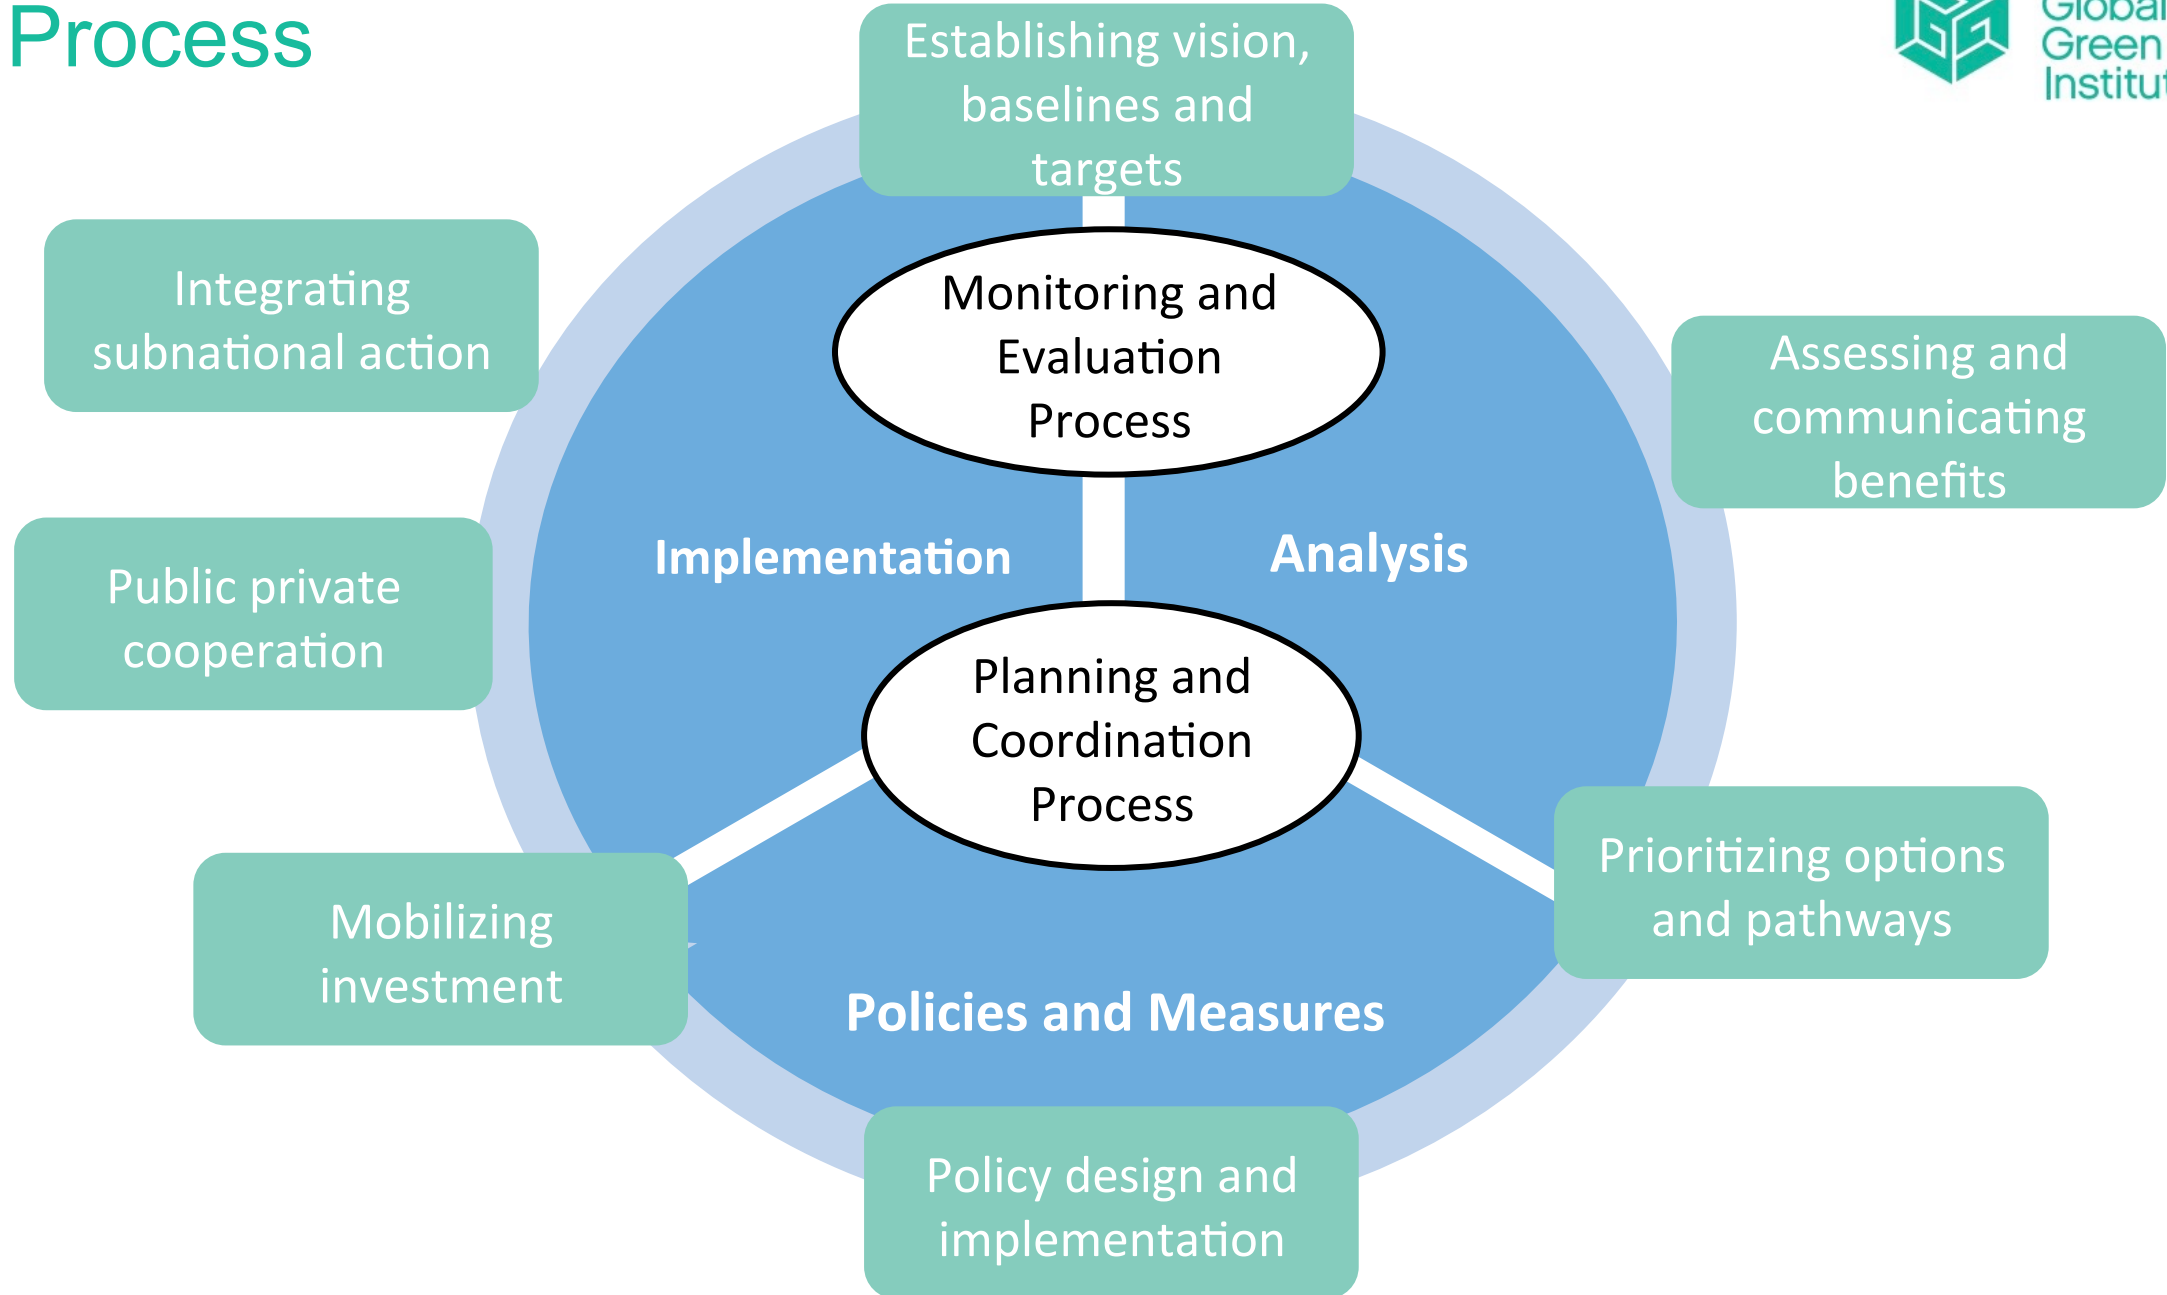 Process
Global
Green
Establishing vision,
baselines and
targets
Integrating
subnational action
Monitoring and
Evaluation
Process
Assessing and
communicating
benefits
Public private
cooperation
Implementation
Analysis
Planning and
Coordination
Process
Mobilizing
investment
Prioritizing options
and pathways
Policies and Measures
Policy design and
implementation